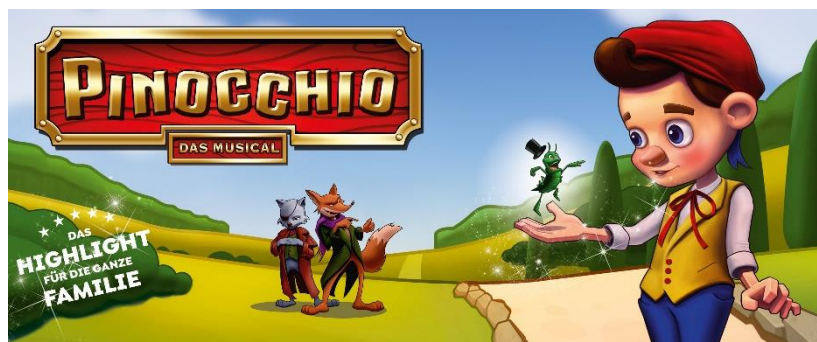 PINOCCHIO
DAS MUSICAL
DAS
HIGHLIGHT
FÜR DIE GANZE
FAMILIE